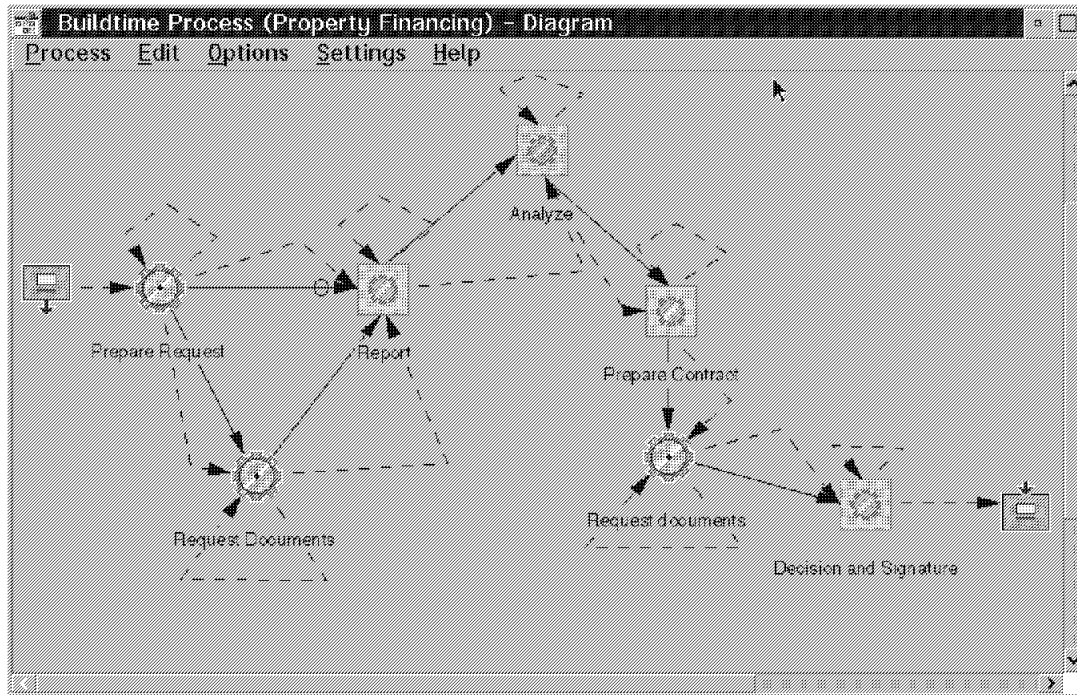 Buildtime Process (Property Financing) - Diagram
Process Edit Options Settings Help
Analyze
Prepare Request
Report
Prepare Contract
Request documents
Request Documents
Decision and Signature